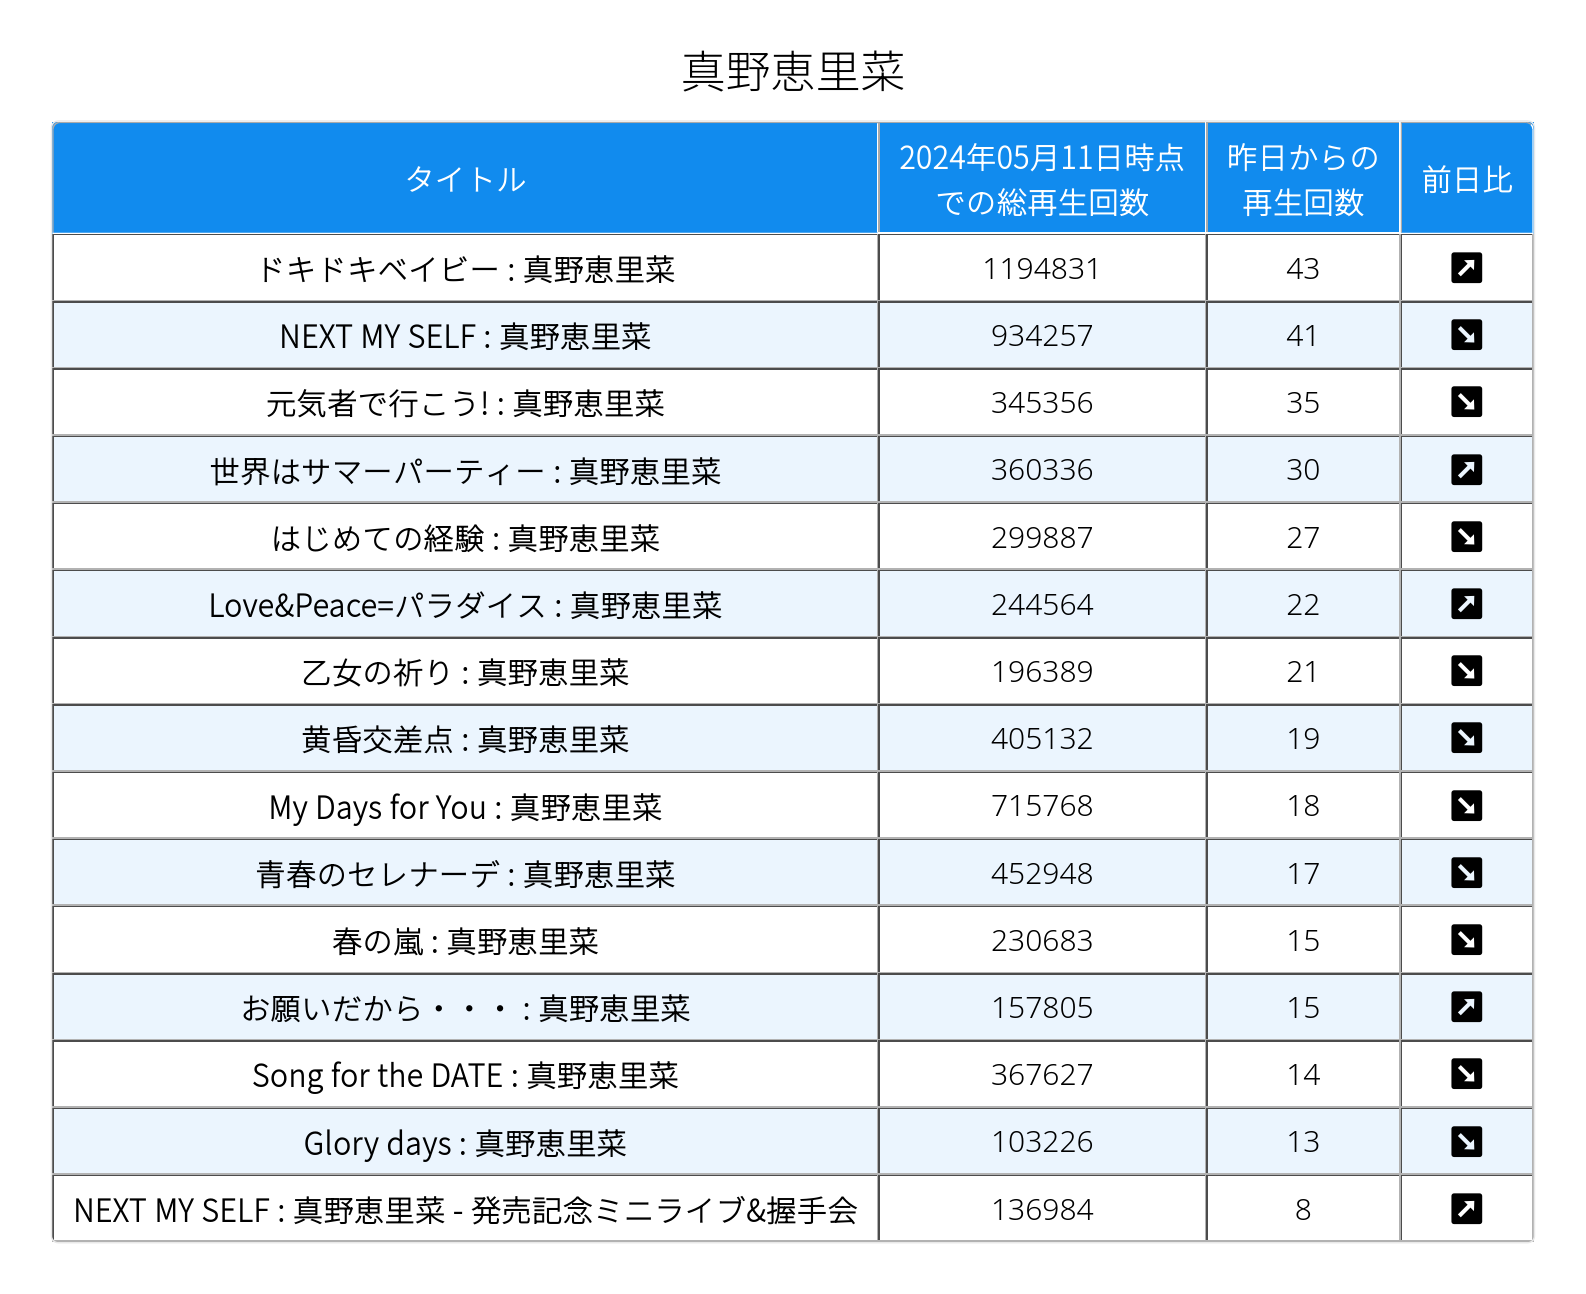 真野恵里菜
タイトル 2024年05月11日時点での総再生回数 昨日からの再生回数 前日比
ドキドキベイビー : 真野恵里菜 1194831 43 ↗
NEXT MY SELF : 真野恵里菜 934257 41 ↘
元気者で行こう! : 真野恵里菜 345356 35 ↘
世界はサマーパーティー : 真野恵里菜 360336 30 ↗
はじめての経験 : 真野恵里菜 299887 27 ↘
Love&Peace=パラダイス : 真野恵里菜 244564 22 ↗
乙女の祈り : 真野恵里菜 196389 21 ↘
黄昏交差点 : 真野恵里菜 405132 19 ↘
My Days for You : 真野恵里菜 715768 18 ↘
青春のセレナーデ : 真野恵里菜 452948 17 ↘
春の嵐 : 真野恵里菜 230683 15 ↘
お願いだから・・・ : 真野恵里菜 157805 15 ↗
Song for the DATE : 真野恵里菜 367627 14 ↘
Glory days : 真野恵里菜 103226 13 ↘
NEXT MY SELF : 真野恵里菜 - 発売記念ミニライブ&握手会 136984 8 ↗